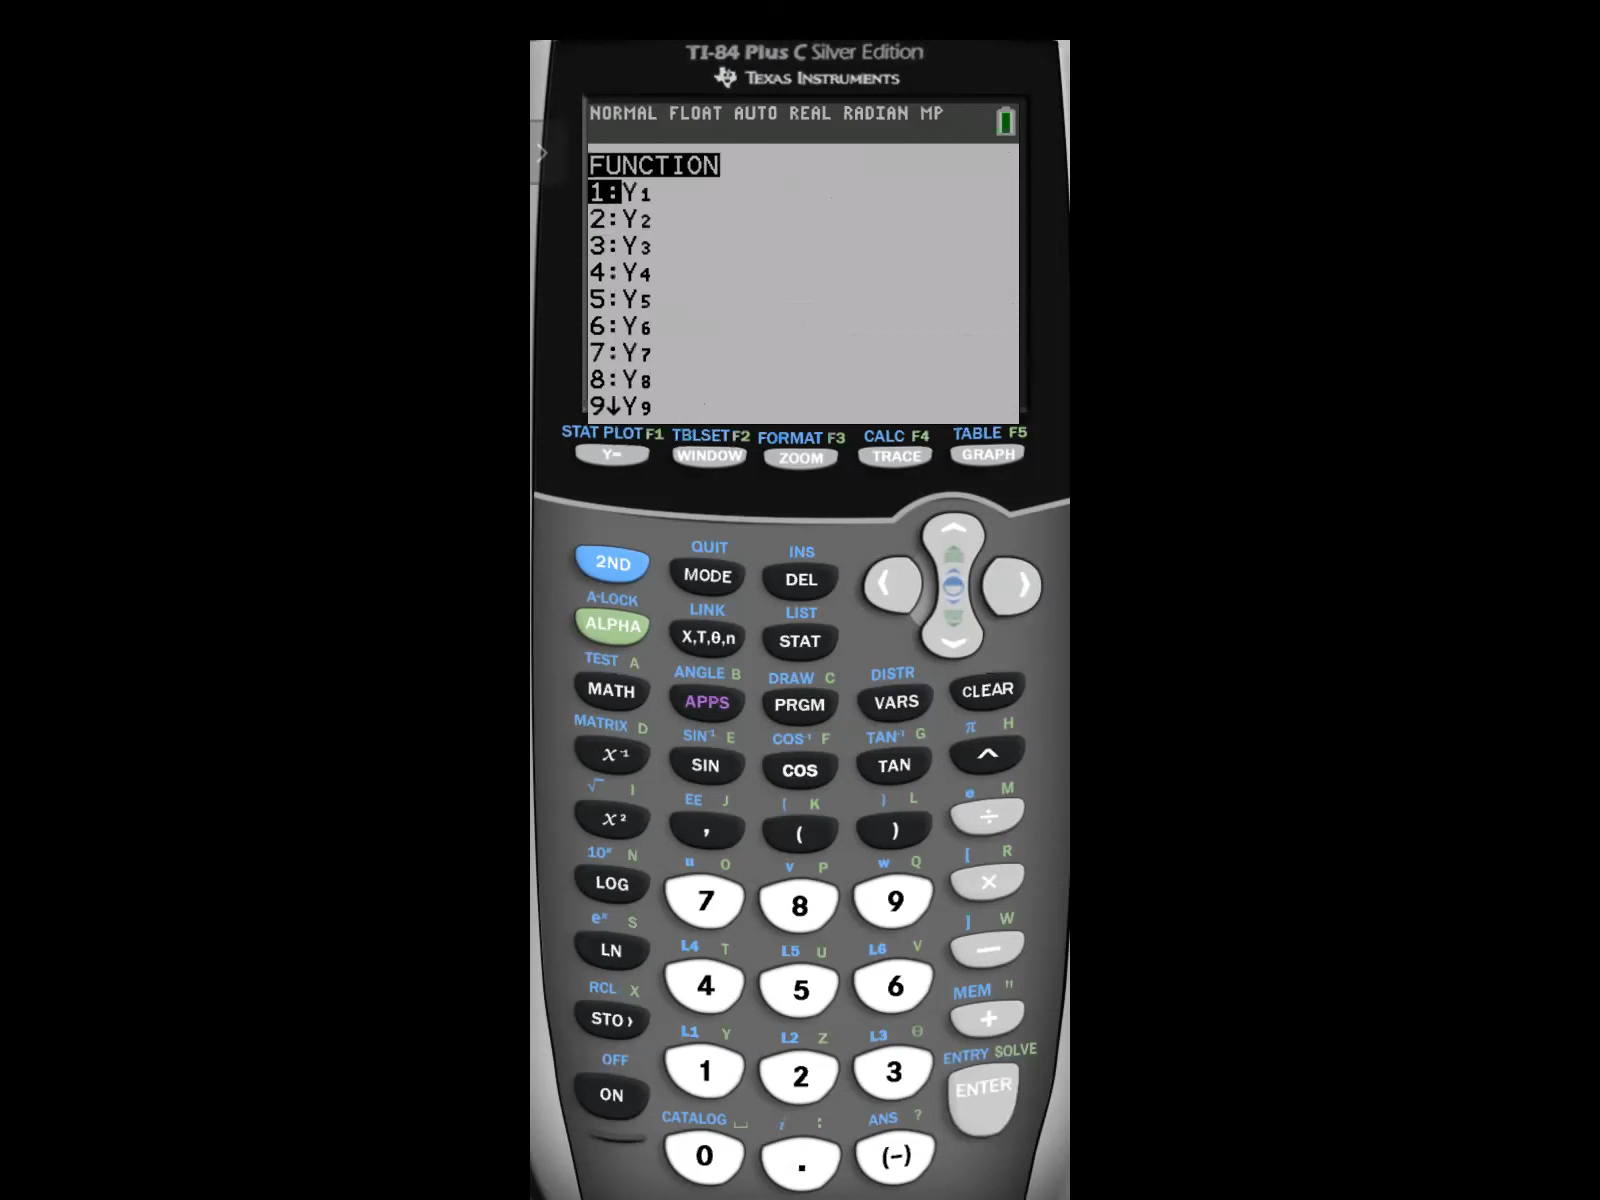 TI-84 Plus C Silver Edition
TEXAS INSTRUMENTS
NORMAL FLOAT AUTO REAL RADIAN MP
FUNCTION
1:Y1
2:Y2
3:Y3
4:Y4
5:Y5
6:Y6
7:Y7
8:Y8
9↓Y9
STAT PLOT F1 TBLSET F2 FORMAT F3 CALC F4 TABLE F5
Y= WINDOW ZOOM TRACE GRAPH
QUIT INS
2ND MODE DEL
A-LOCK LINK LIST
ALPHA X,T,θ,n STAT
TEST A ANGLE B DRAW C DISTR
MATH APPS PRGM VARS CLEAR
MATRIX D SIN⁻¹ E COS⁻¹ F TAN⁻¹ G π H
x⁻¹ SIN COS TAN ^
√ I EE J { K } L e M
x² , ( ) ÷
10ˣ N u O v P w Q [ R
LOG 7 8 9 ×
eˣ S L4 T L5 U L6 V ] W
LN 4 5 6 −
RCL X L1 Y L2 Z L3 θ MEM "
STO› 1 2 3 +
OFF CATALOG ⎵ i : ANS ? ENTRY SOLVE
ON 0 . (-) ENTER